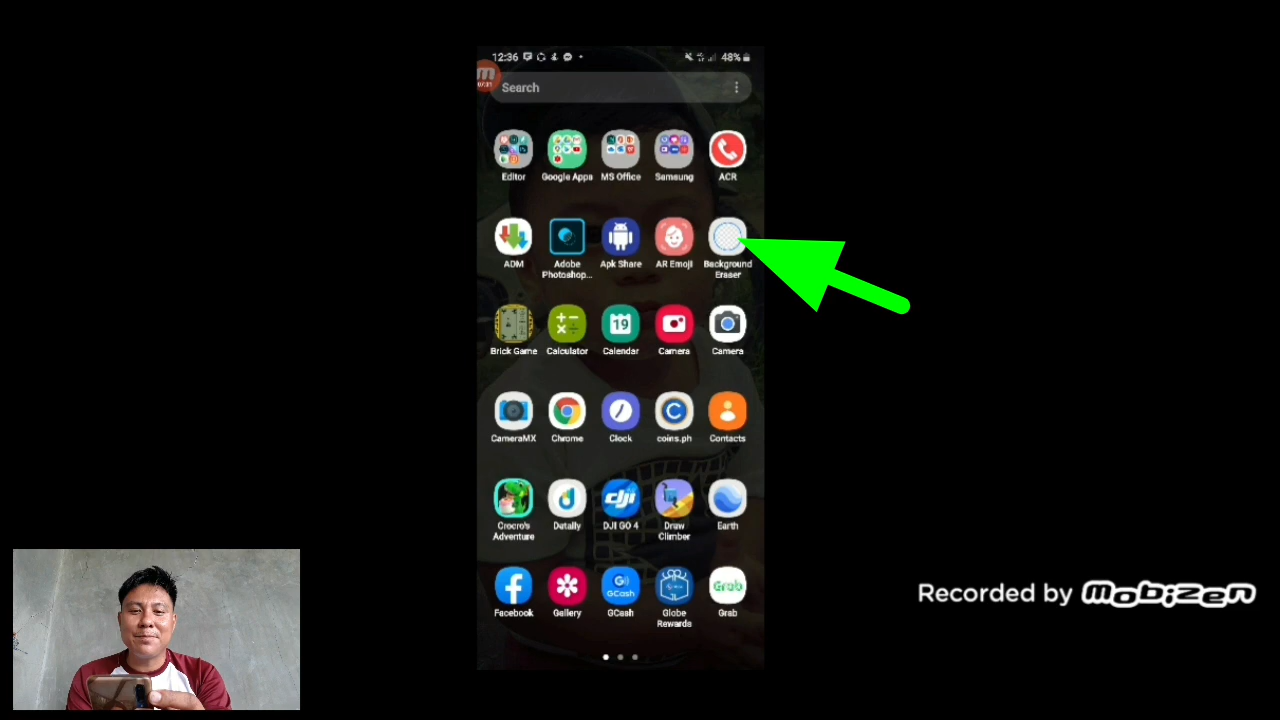 12:36
48%
Search
Editor
Google Apps
MS Office
Samsung
ACR
ADM
Adobe
Photoshop...
Apk Share
AR Emoji
Background
Eraser
Brick Game
Calculator
19
Calendar
Camera
Camera
CameraMX
Chrome
Clock
coins.ph
Contacts
Crocro's
Adventure
Datally
dji
DJI GO 4
Draw
Climber
Earth
Facebook
Gallery
GCash
GCash
Globe
Rewards
Grab
Grab
Recorded by mobizen